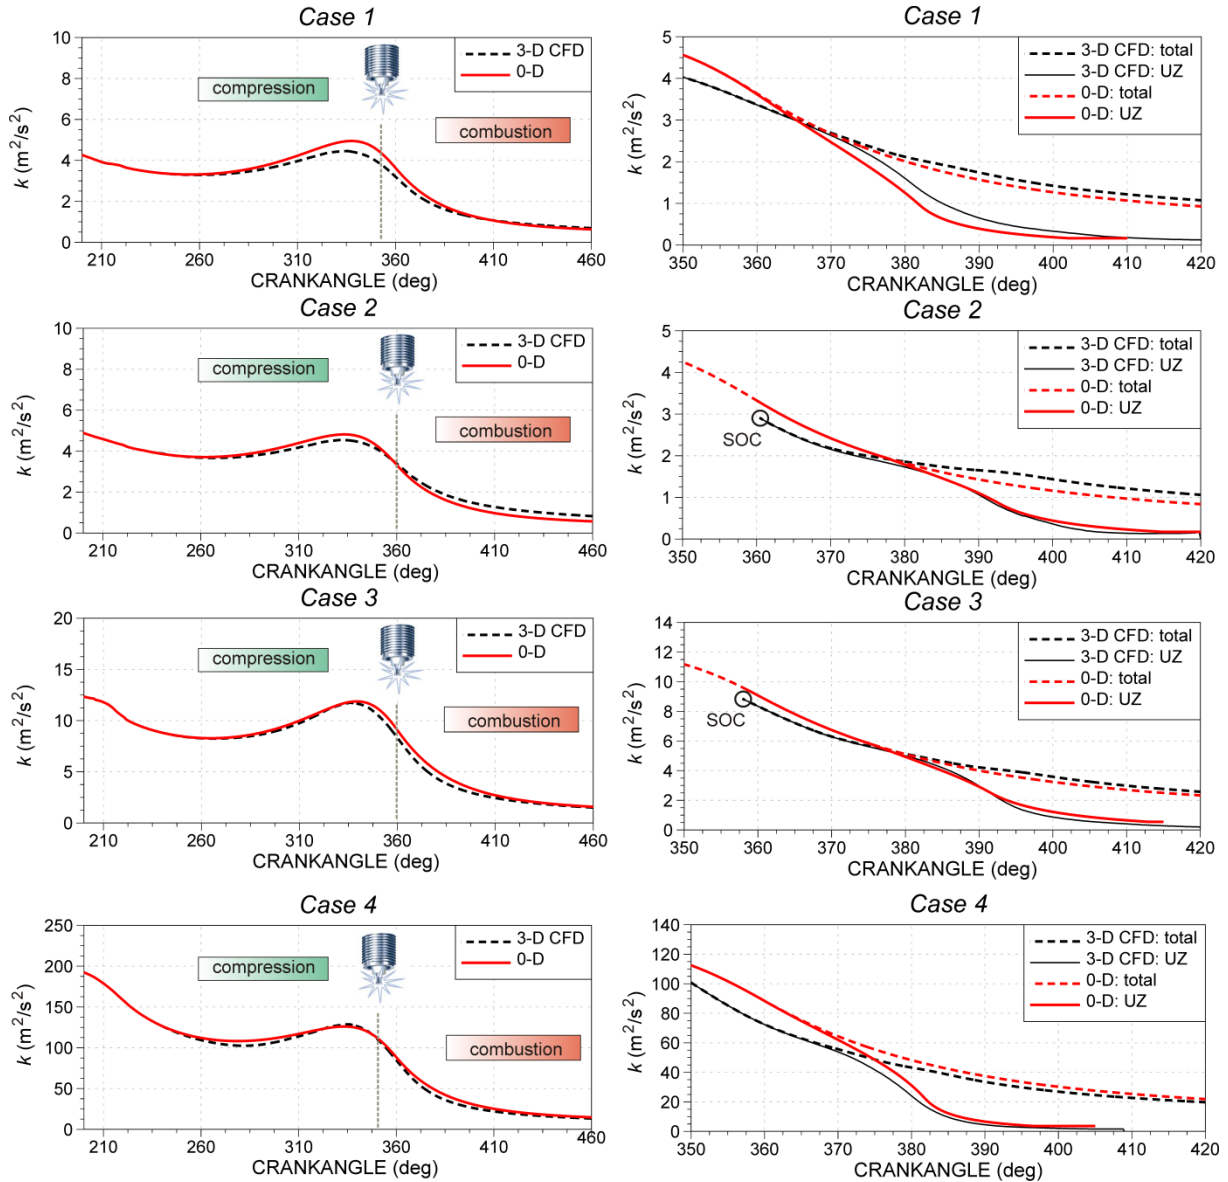 Case 1
10
8
6
4
2
0
k (m²/s²)
3-D CFD
0-D
compression
combustion
210 260 310 360 410 460
CRANKANGLE (deg)
Case 1
5
4
3
2
1
0
k (m²/s²)
3-D CFD: total
3-D CFD: UZ
0-D: total
0-D: UZ
350 360 370 380 390 400 410 420
CRANKANGLE (deg)
Case 2
10
8
6
4
2
0
k (m²/s²)
3-D CFD
0-D
compression
combustion
210 260 310 360 410 460
CRANKANGLE (deg)
Case 2
5
4
3
2
1
0
k (m²/s²)
3-D CFD: total
3-D CFD: UZ
0-D: total
0-D: UZ
SOC
350 360 370 380 390 400 410 420
CRANKANGLE (deg)
Case 3
20
15
10
5
0
k (m²/s²)
3-D CFD
0-D
compression
combustion
210 260 310 360 410 460
CRANKANGLE (deg)
Case 3
14
12
10
8
6
4
2
0
k (m²/s²)
3-D CFD: total
3-D CFD: UZ
0-D: total
0-D: UZ
SOC
350 360 370 380 390 400 410 420
CRANKANGLE (deg)
Case 4
250
200
150
100
50
0
k (m²/s²)
3-D CFD
0-D
compression
combustion
210 260 310 360 410 460
CRANKANGLE (deg)
Case 4
140
120
100
80
60
40
20
0
k (m²/s²)
3-D CFD: total
3-D CFD: UZ
0-D: total
0-D: UZ
350 360 370 380 390 400 410 420
CRANKANGLE (deg)